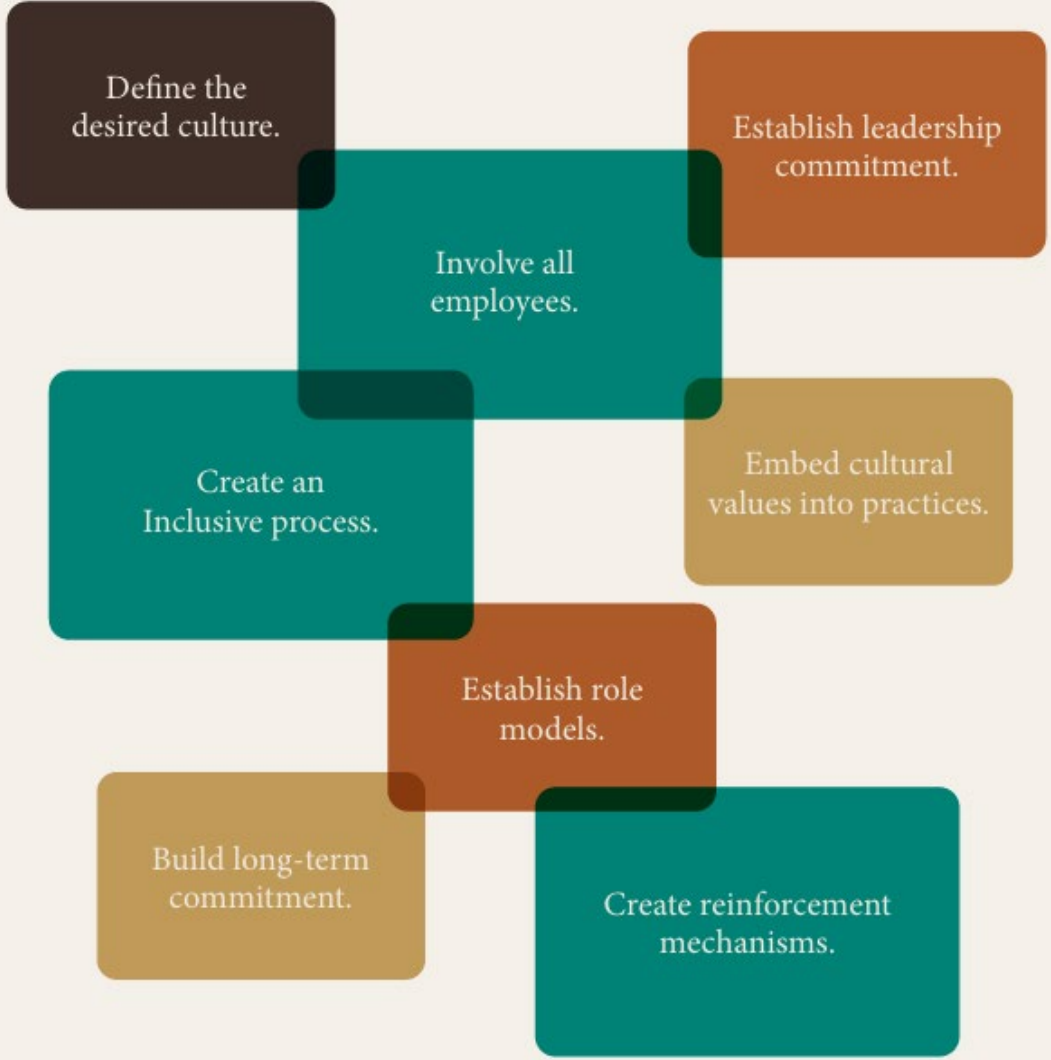 Define the
desired culture.
Establish leadership
commitment.
Involve all
employees.
Create an
Inclusive process.
Embed cultural
values into practices.
Establish role
models.
Build long-term
commitment.
Create reinforcement
mechanisms.